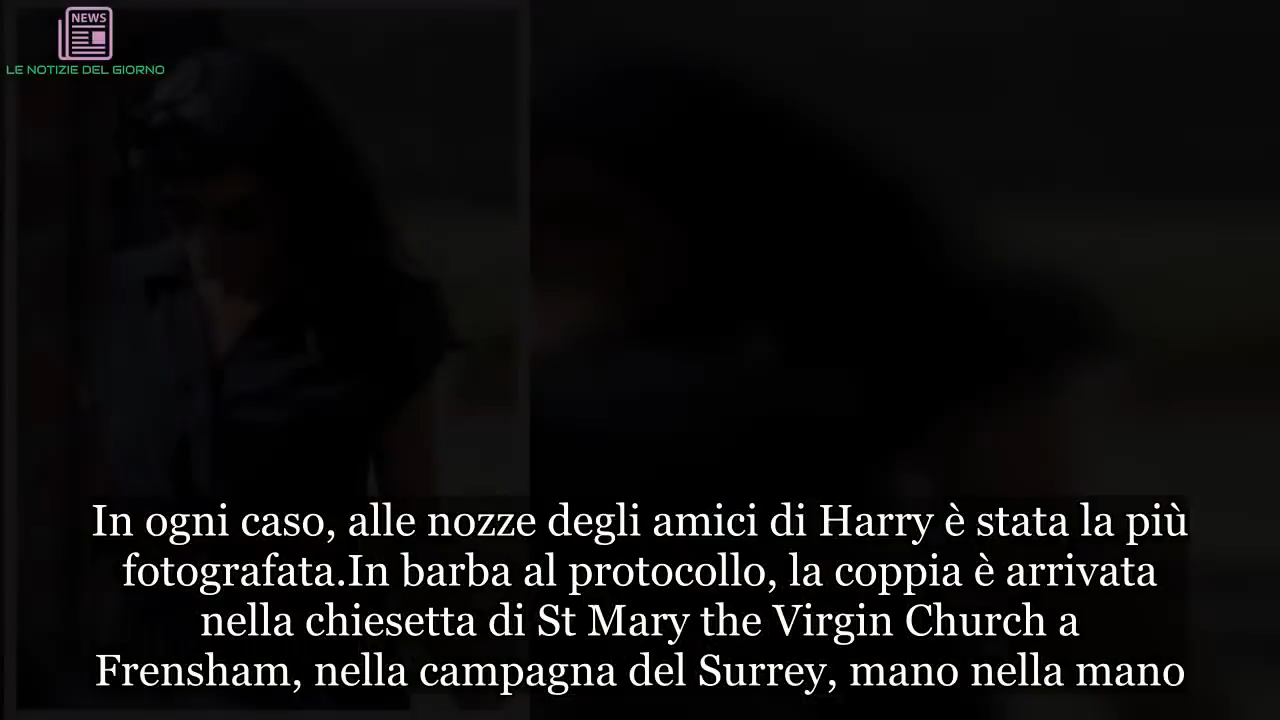 NEWS
LE NOTIZIE DEL GIORNO
In ogni caso, alle nozze degli amici di Harry è stata la più
fotografata.In barba al protocollo, la coppia è arrivata
nella chiesetta di St Mary the Virgin Church a
Frensham, nella campagna del Surrey, mano nella mano